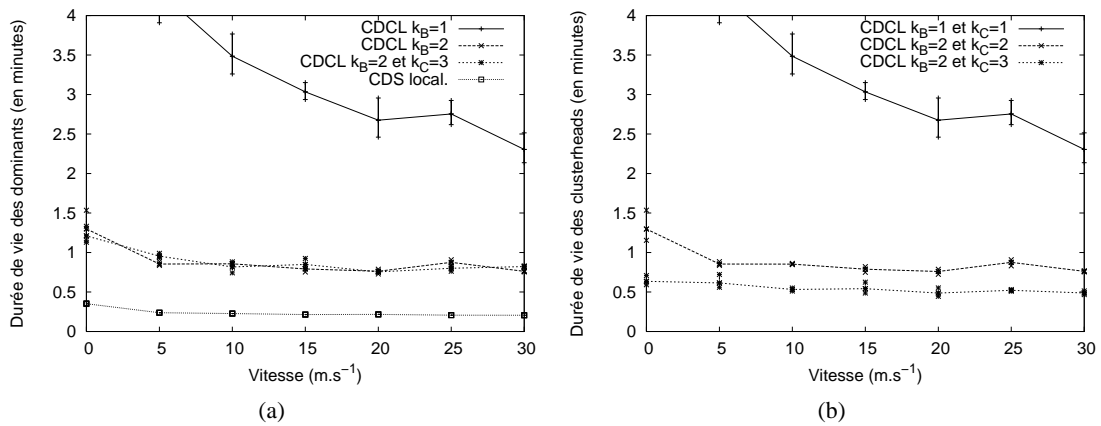 Durée de vie des dominants (en minutes)
4
3.5
3
2.5
2
1.5
1
0.5
0
0 5 10 15 20 25 30
Vitesse (m.s⁻¹)
CDCL k_B=1
CDCL k_B=2
CDCL k_B=2 et k_C=3
CDS local.
(a)
Durée de vie des clusterheads (en minutes)
4
3.5
3
2.5
2
1.5
1
0.5
0
0 5 10 15 20 25 30
Vitesse (m.s⁻¹)
CDCL k_B=1 et k_C=1
CDCL k_B=2 et k_C=2
CDCL k_B=2 et k_C=3
(b)